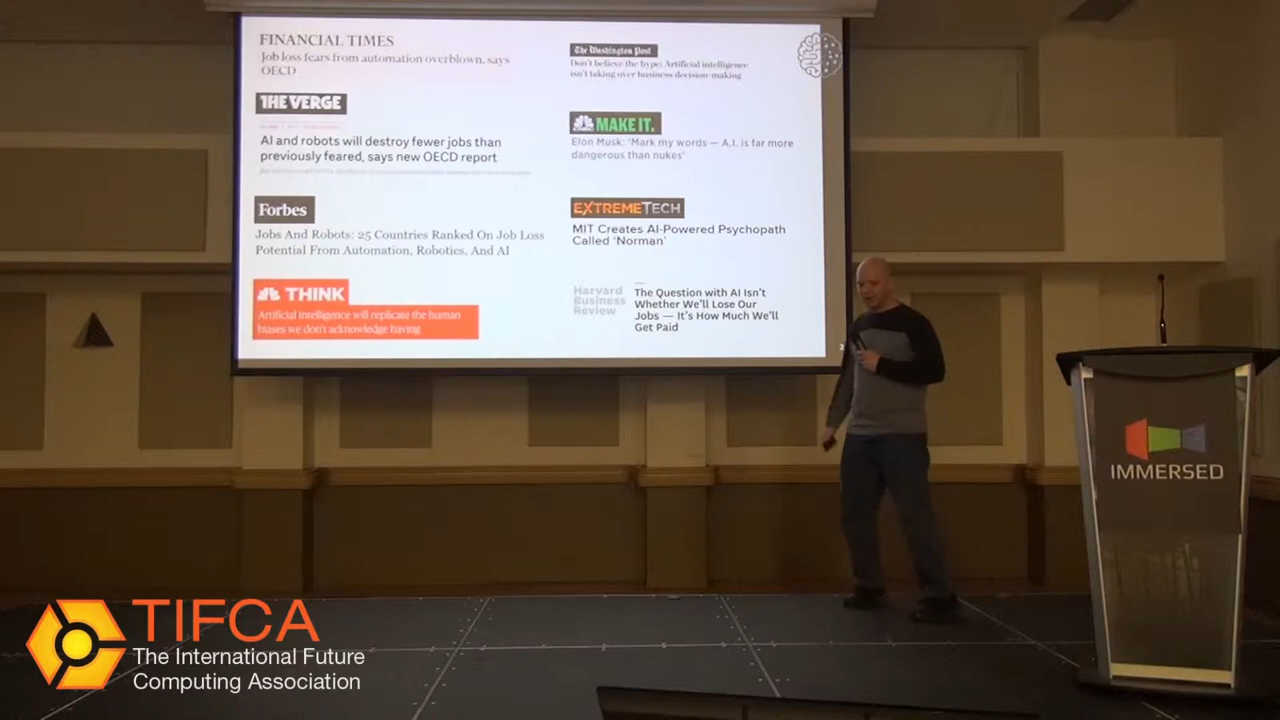 FINANCIAL TIMES
Job loss fears from automation overblown, says
OECD
THE VERGE
AI and robots will destroy fewer jobs than
previously feared, says new OECD report
Forbes
Jobs And Robots: 25 Countries Ranked On Job Loss
Potential From Automation, Robotics, And AI
THINK
Artificial intelligence will replicate the human
biases we don't acknowledge having
The Washington Post
Don't believe the hype: Artificial intelligence
isn't taking over business decision-making
MAKE IT.
Elon Musk: 'Mark my words — A.I. is far more
dangerous than nukes'
EXTREMETECH
MIT Creates AI-Powered Psychopath
Called 'Norman'
Harvard
Business
Review
The Question with AI Isn't
Whether We'll Lose Our
Jobs — It's How Much We'll
Get Paid
IMMERSED
TIFCA
The International Future
Computing Association